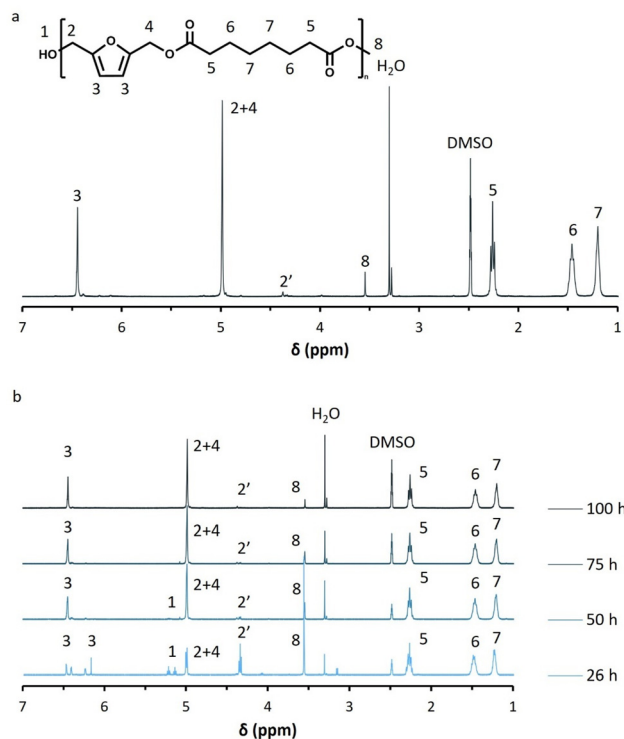 a
1 2 4 6 7 5 8
HO O O O O O n
3 3 5 7 6
H₂O
2+4
DMSO
3 5
7
6
8
2'
7 6 5 4 3 2 1
δ (ppm)
b
H₂O
2+4 DMSO
3 5 7
6
2' 8
100 h
3 2+4 2' 8 5 6 7
75 h
3 1 2+4 2' 8 5 6 7
50 h
3 3 1 2+4 2' 8 5 6 7
26 h
7 6 5 4 3 2 1
δ (ppm)